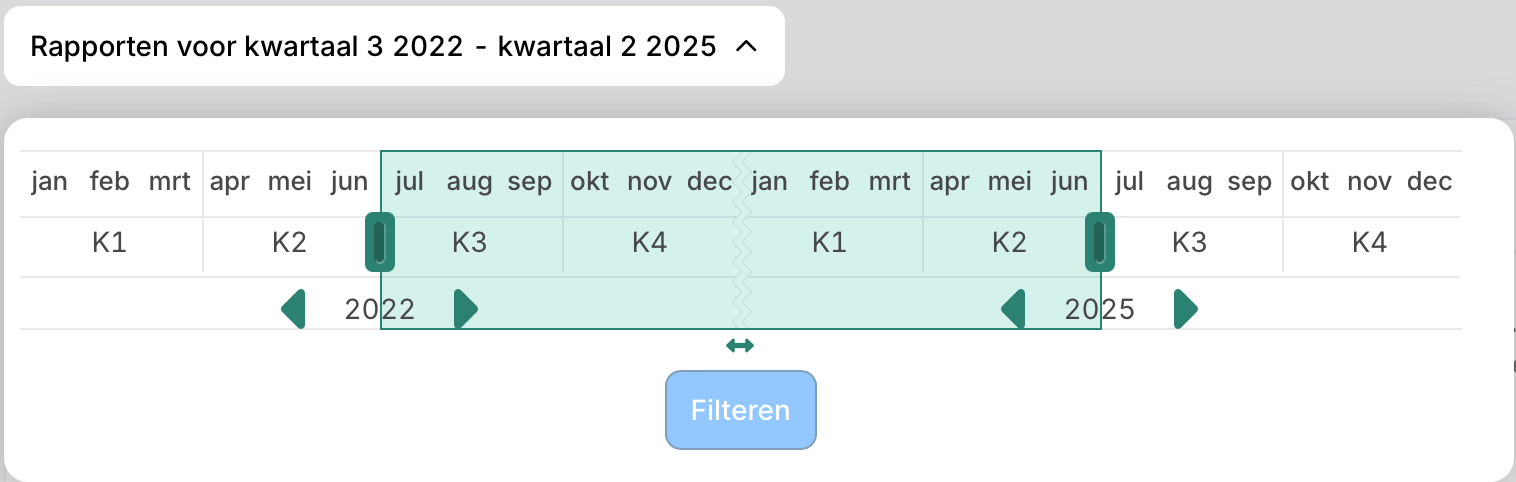 Rapporten voor kwartaal 3 2022 - kwartaal 2 2025
jan feb mrt apr mei jun jul aug sep okt nov dec jan feb mrt apr mei jun jul aug sep okt nov dec
K1 K2 K3 K4 K1 K2 K3 K4
2022 2025
Filteren